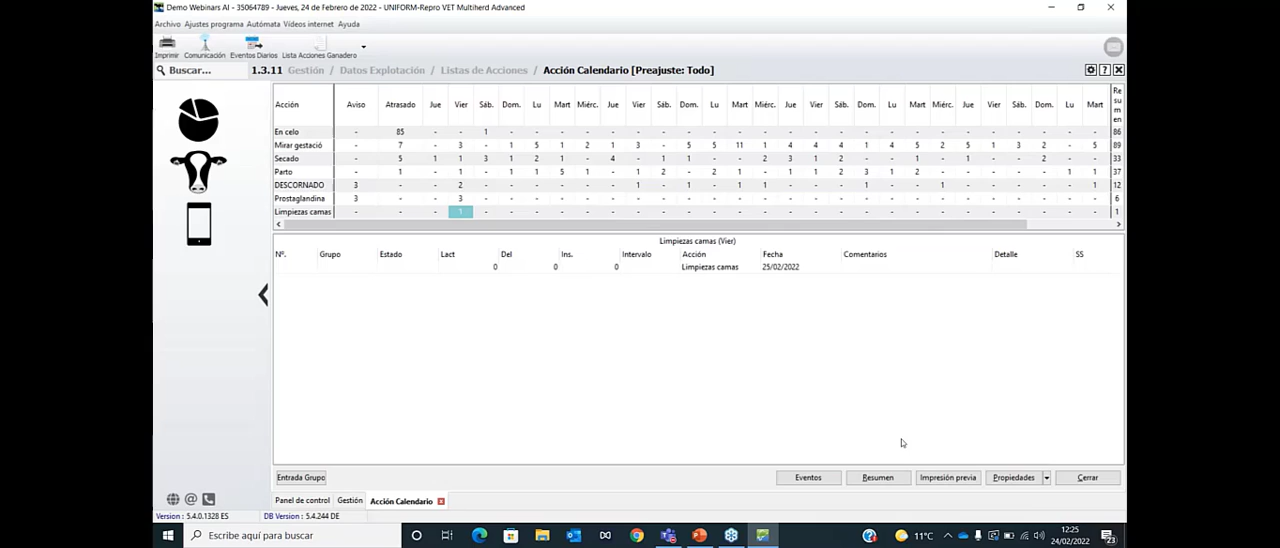 Demo Webinars AI - 35064789 - Jueves, 24 de Febrero de 2022 - UNIFORM-Repro VET Multiherd Advanced
Archivo Ajustes programa Autómata Vídeos internet Ayuda
Imprimir Comunicación Eventos Diarios Lista Acciones Ganadero
Buscar... 1.3.11 Gestión / Datos Explotación / Listas de Acciones / Acción Calendario [Preajuste: Todo]
Acción Aviso Atrasado Jue Vier Sáb. Dom. Lu Mart Miérc. Jue Vier Sáb. Dom. Lu Mart Miérc. Jue Vier Sáb. Dom. Lu Mart Miérc. Jue Vier Sáb. Dom. Lu Mart Resumen
En celo - 85 - - 1 - - - - - - - - - - - - - - - - - - - - - - - - 86
Mirar gestació - 7 - 3 - 1 5 1 2 1 3 - 5 5 11 1 4 4 4 1 4 5 2 5 1 3 2 - 5 89
Secado - 5 1 1 3 1 2 1 - 4 - 1 1 - - 2 3 1 2 - - 1 - 1 - - 2 - - 33
Parto - 1 - 1 - 1 1 5 1 - 1 2 - 2 1 - 1 1 2 3 1 2 - - - - - 1 1 37
DESCORNADO 3 - - 2 - - - - - - 1 - 1 - 1 1 - - - 1 - - 1 - - - - - 1 12
Prostaglandina 3 - - 3 - - - - - - - - - - - - - - - - - - - - - - - - - 6
Limpiezas camas - - - 1 - - - - - - - - - - - - - - - - - - - - - - - - - 1
Limpiezas camas (Vier)
Nº. Grupo Estado Lact Del Ins. Intervalo Acción Fecha Comentarios Detalle SS
0 0 0 Limpiezas camas 25/02/2022
Entrada Grupo Eventos Resumen Impresión previa Propiedades Cerrar
Panel de control Gestión Acción Calendario
Version : 5.4.0.1328 ES DB Version : 5.4.244 DE
Escribe aquí para buscar 11°C 12:25
24/02/2022 23